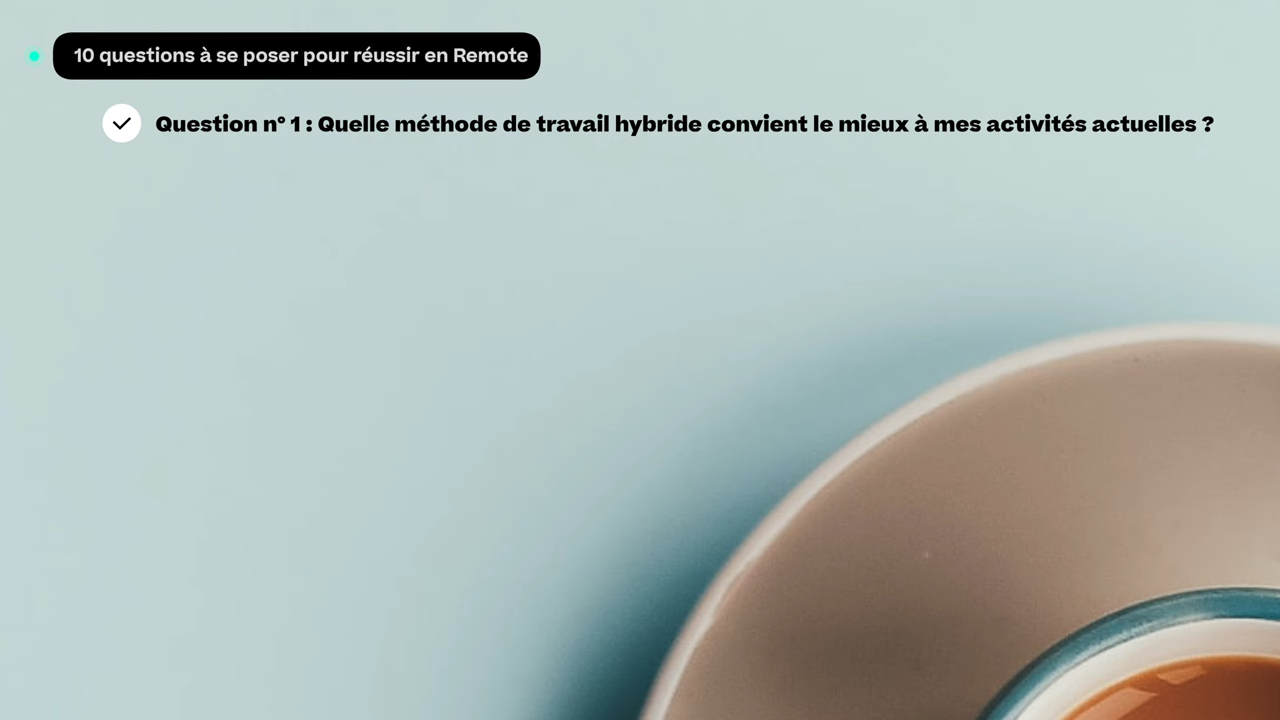 10 questions à se poser pour réussir en Remote
Question n° 1 : Quelle méthode de travail hybride convient le mieux à mes activités actuelles ?